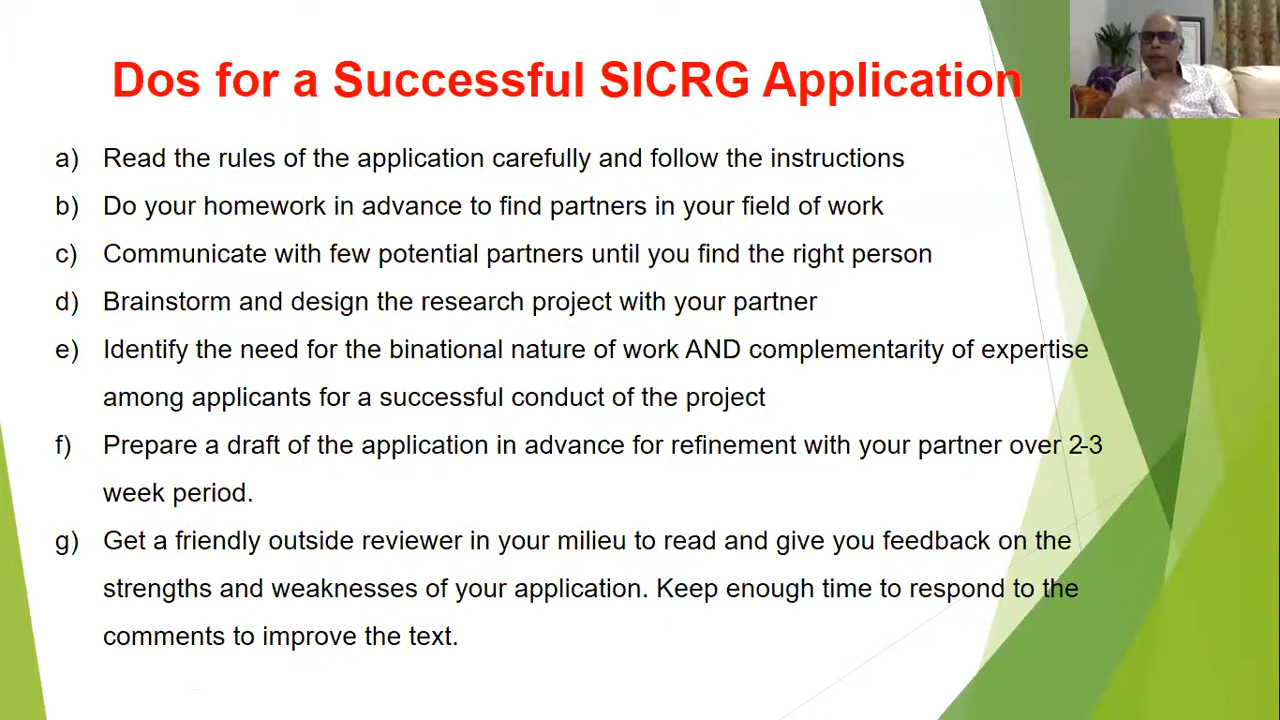 Dos for a Successful SICRG Application
a) Read the rules of the application carefully and follow the instructions
b) Do your homework in advance to find partners in your field of work
c) Communicate with few potential partners until you find the right person
d) Brainstorm and design the research project with your partner
e) Identify the need for the binational nature of work AND complementarity of expertise
among applicants for a successful conduct of the project
f) Prepare a draft of the application in advance for refinement with your partner over 2-3
week period.
g) Get a friendly outside reviewer in your milieu to read and give you feedback on the
strengths and weaknesses of your application. Keep enough time to respond to the
comments to improve the text.